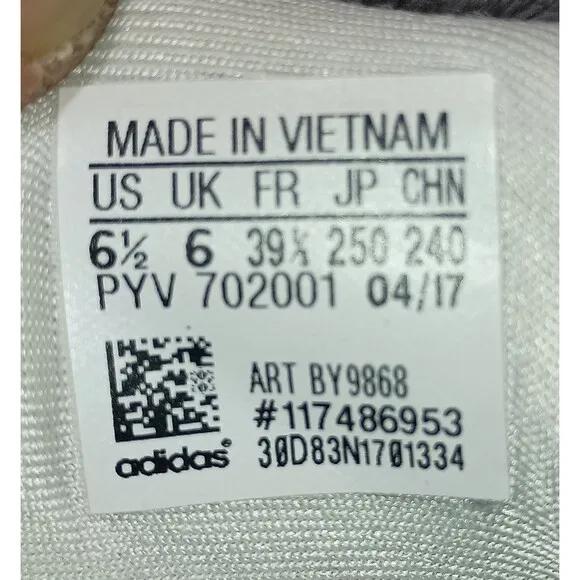 MADE IN VIETNAM
US UK FR JP CHN
6½ 6 39⅓ 250 240
PYV 702001 04/17
ART BY9868
#117486953
adidas® 30D83N1701334